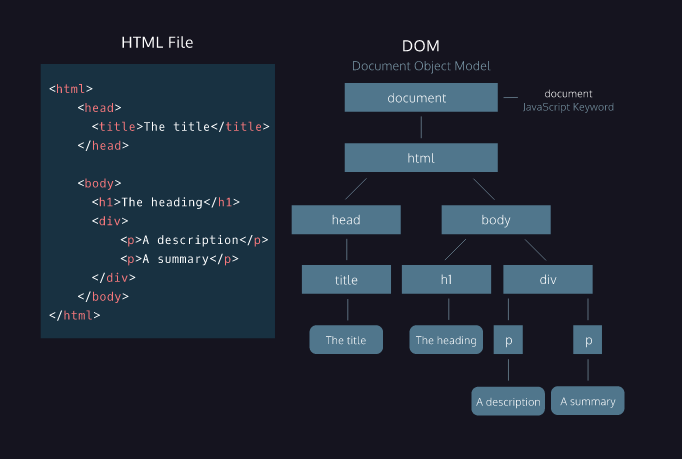 HTML File
<html>
<head>
<title>The title</title>
</head>
<body>
<h1>The heading</h1>
<div>
<p>A description</p>
<p>A summary</p>
</div>
</body>
</html>
DOM
Document Object Model
document
document
JavaScript Keyword
html
head
body
title
h1
div
The title
The heading
p
p
A description
A summary